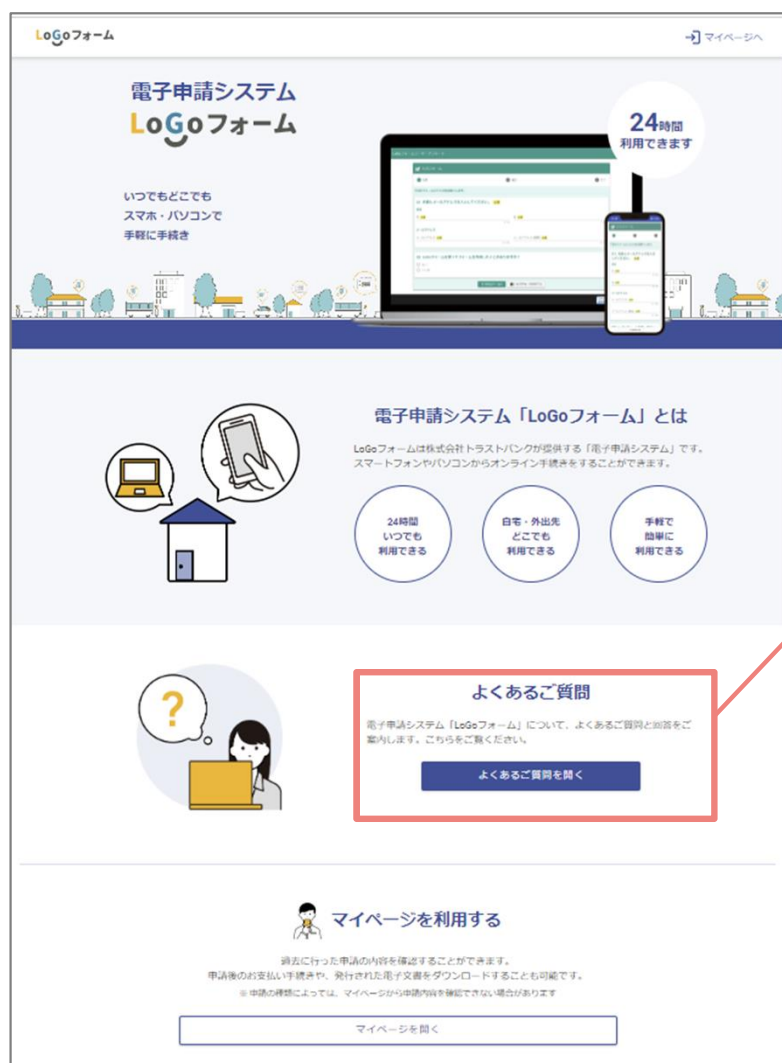 LoGoフォーム
マイページへ
電子申請システム
LoGoフォーム
24時間
利用できます
いつでもどこでも
スマホ・パソコンで
手軽に手続き
電子申請システム「LoGoフォーム」とは
LoGoフォームは株式会社トラストバンクが提供する「電子申請システム」です。
スマートフォンやパソコンからオンライン手続きをすることができます。
24時間
いつでも
利用できる
自宅・外出先
どこでも
利用できる
手軽で
簡単に
利用できる
?
よくあるご質問
電子申請システム「LoGoフォーム」について、よくあるご質問と回答をご
案内します。こちらをご覧ください。
よくあるご質問を開く
マイページを利用する
過去に行った申請の内容を確認することができます。
申請後のお支払い手続きや、発行された電子文書をダウンロードすることも可能です。
※ 申請の種類によっては、マイページから申請内容を確認できない場合があります
マイページを開く